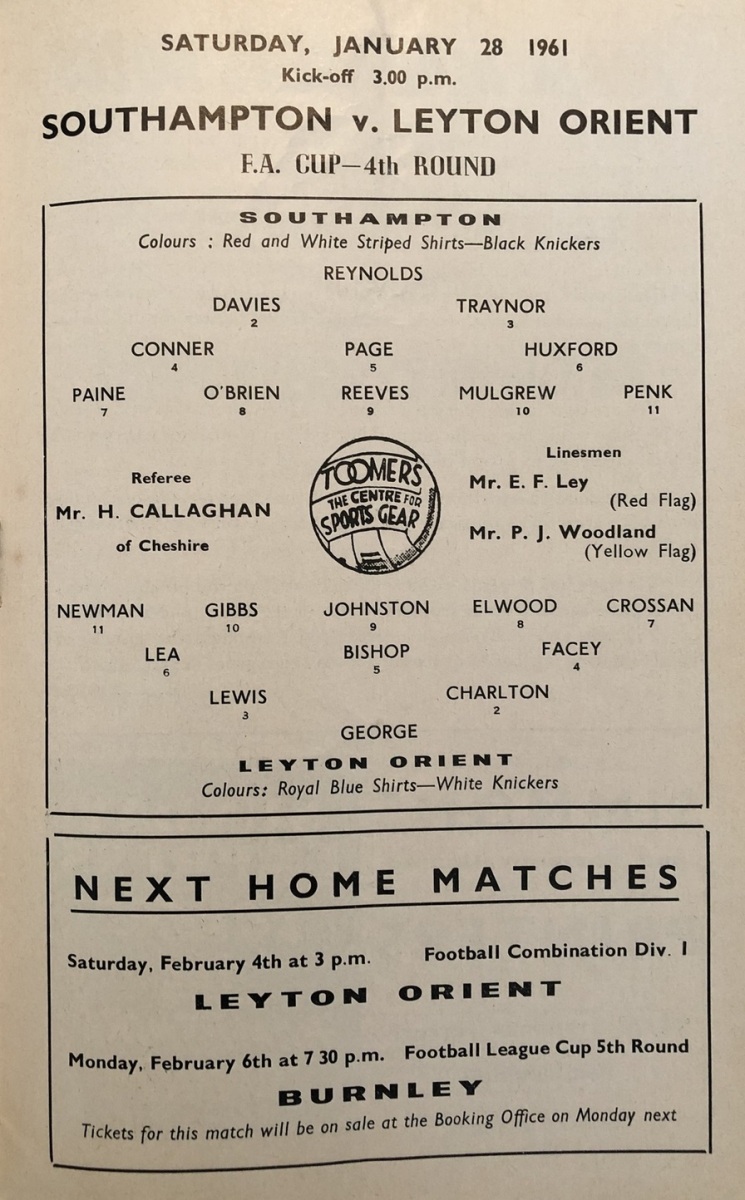 SATURDAY, JANUARY 28 1961
Kick-off 3.00 p.m.
SOUTHAMPTON v. LEYTON ORIENT
F.A. CUP—4th ROUND
SOUTHAMPTON
Colours : Red and White Striped Shirts—Black Knickers
REYNOLDS
DAVIES TRAYNOR
2 3
CONNER PAGE HUXFORD
4 5 6
PAINE O'BRIEN REEVES MULGREW PENK
7 8 9 10 11
Referee
Mr. H. CALLAGHAN
of Cheshire
TOOMERS
THE CENTRE FOR
SPORTS GEAR
Linesmen
Mr. E. F. Ley
(Red Flag)
Mr. P. J. Woodland
(Yellow Flag)
NEWMAN GIBBS JOHNSTON ELWOOD CROSSAN
11 10 9 8 7
LEA BISHOP FACEY
6 5 4
LEWIS CHARLTON
3 2
GEORGE
LEYTON ORIENT
Colours: Royal Blue Shirts—White Knickers
NEXT HOME MATCHES
Saturday, February 4th at 3 p.m. Football Combination Div. I
LEYTON ORIENT
Monday, February 6th at 7 30 p.m. Football League Cup 5th Round
BURNLEY
Tickets for this match will be on sale at the Booking Office on Monday next